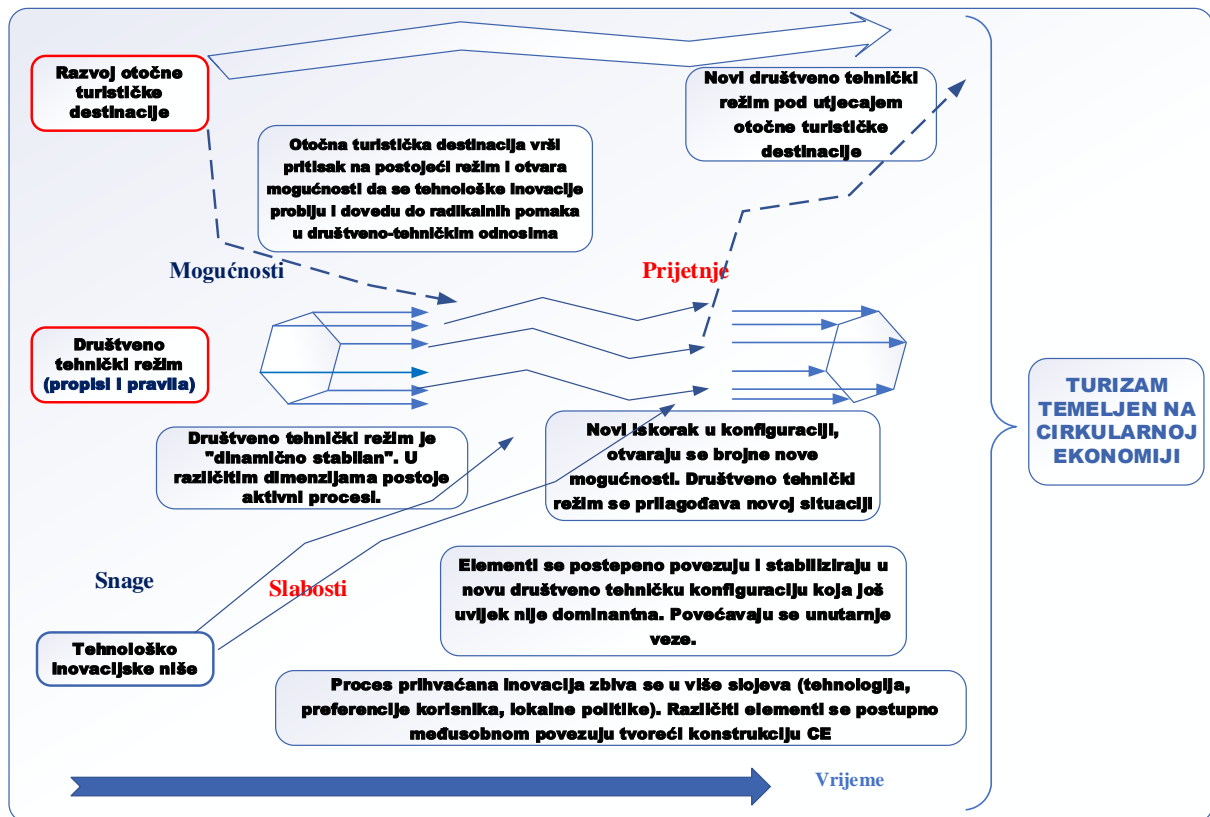 Razvoj otočne
turističke
destinacije
Novi društveno tehnički
režim pod utjecajem
otočne turističke
destinacije
Otočna turistička destinacija vrši
pritisak na postojeći režim i otvara
mogućnosti da se tehnološke inovacije
probiju i dovedu do radikalnih pomaka
u društveno-tehničkim odnosima
Mogućnosti
Prijetnje
Društveno
tehnički režim
(propisi i pravila)
TURIZAM
TEMELJEN NA
CIRKULARNOJ
EKONOMIJI
Društveno tehnički režim je
"dinamično stabilan". U
različitim dimenzijama postoje
aktivni procesi.
Novi iskorak u konfiguraciji,
otvaraju se brojne nove
mogućnosti. Društveno tehnički
režim se prilagođava novoj situaciji
Snage
Slabosti
Elementi se postepeno povezuju i stabiliziraju u
novu društveno tehničku konfiguraciju koja još
uvijek nije dominantna. Povećavaju se unutarnje
veze.
Tehnološko
inovacijske niše
Proces prihvaćana inovacija zbiva se u više slojeva (tehnologija,
preferencije korisnika, lokalne politike). Različiti elementi se postupno
međusobnom povezuju tvoreći konstrukciju CE
Vrijeme